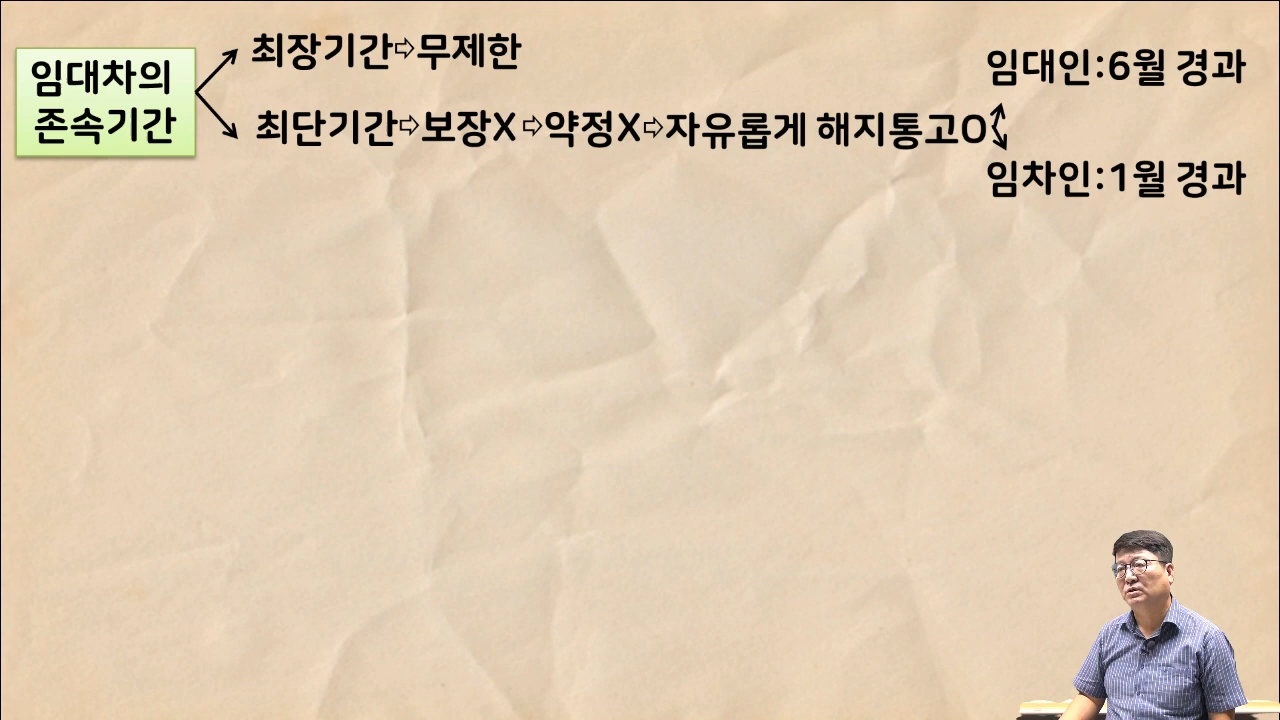 임대차의
존속기간
최장기간⇨무제한
최단기간⇨보장X⇨약정X⇨자유롭게 해지통고O
임대인:6월 경과
임차인:1월 경과